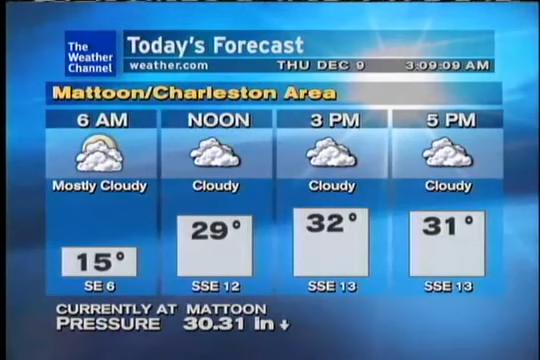 The
Weather
Channel
Today's Forecast
weather.com THU DEC 9 3:09:09 AM
Mattoon/Charleston Area
6 AM NOON 3 PM 5 PM
Mostly Cloudy Cloudy Cloudy Cloudy
15° 29° 32° 31°
SE 6 SSE 12 SSE 13 SSE 13
CURRENTLY AT MATTOON
PRESSURE 30.31 in ↓